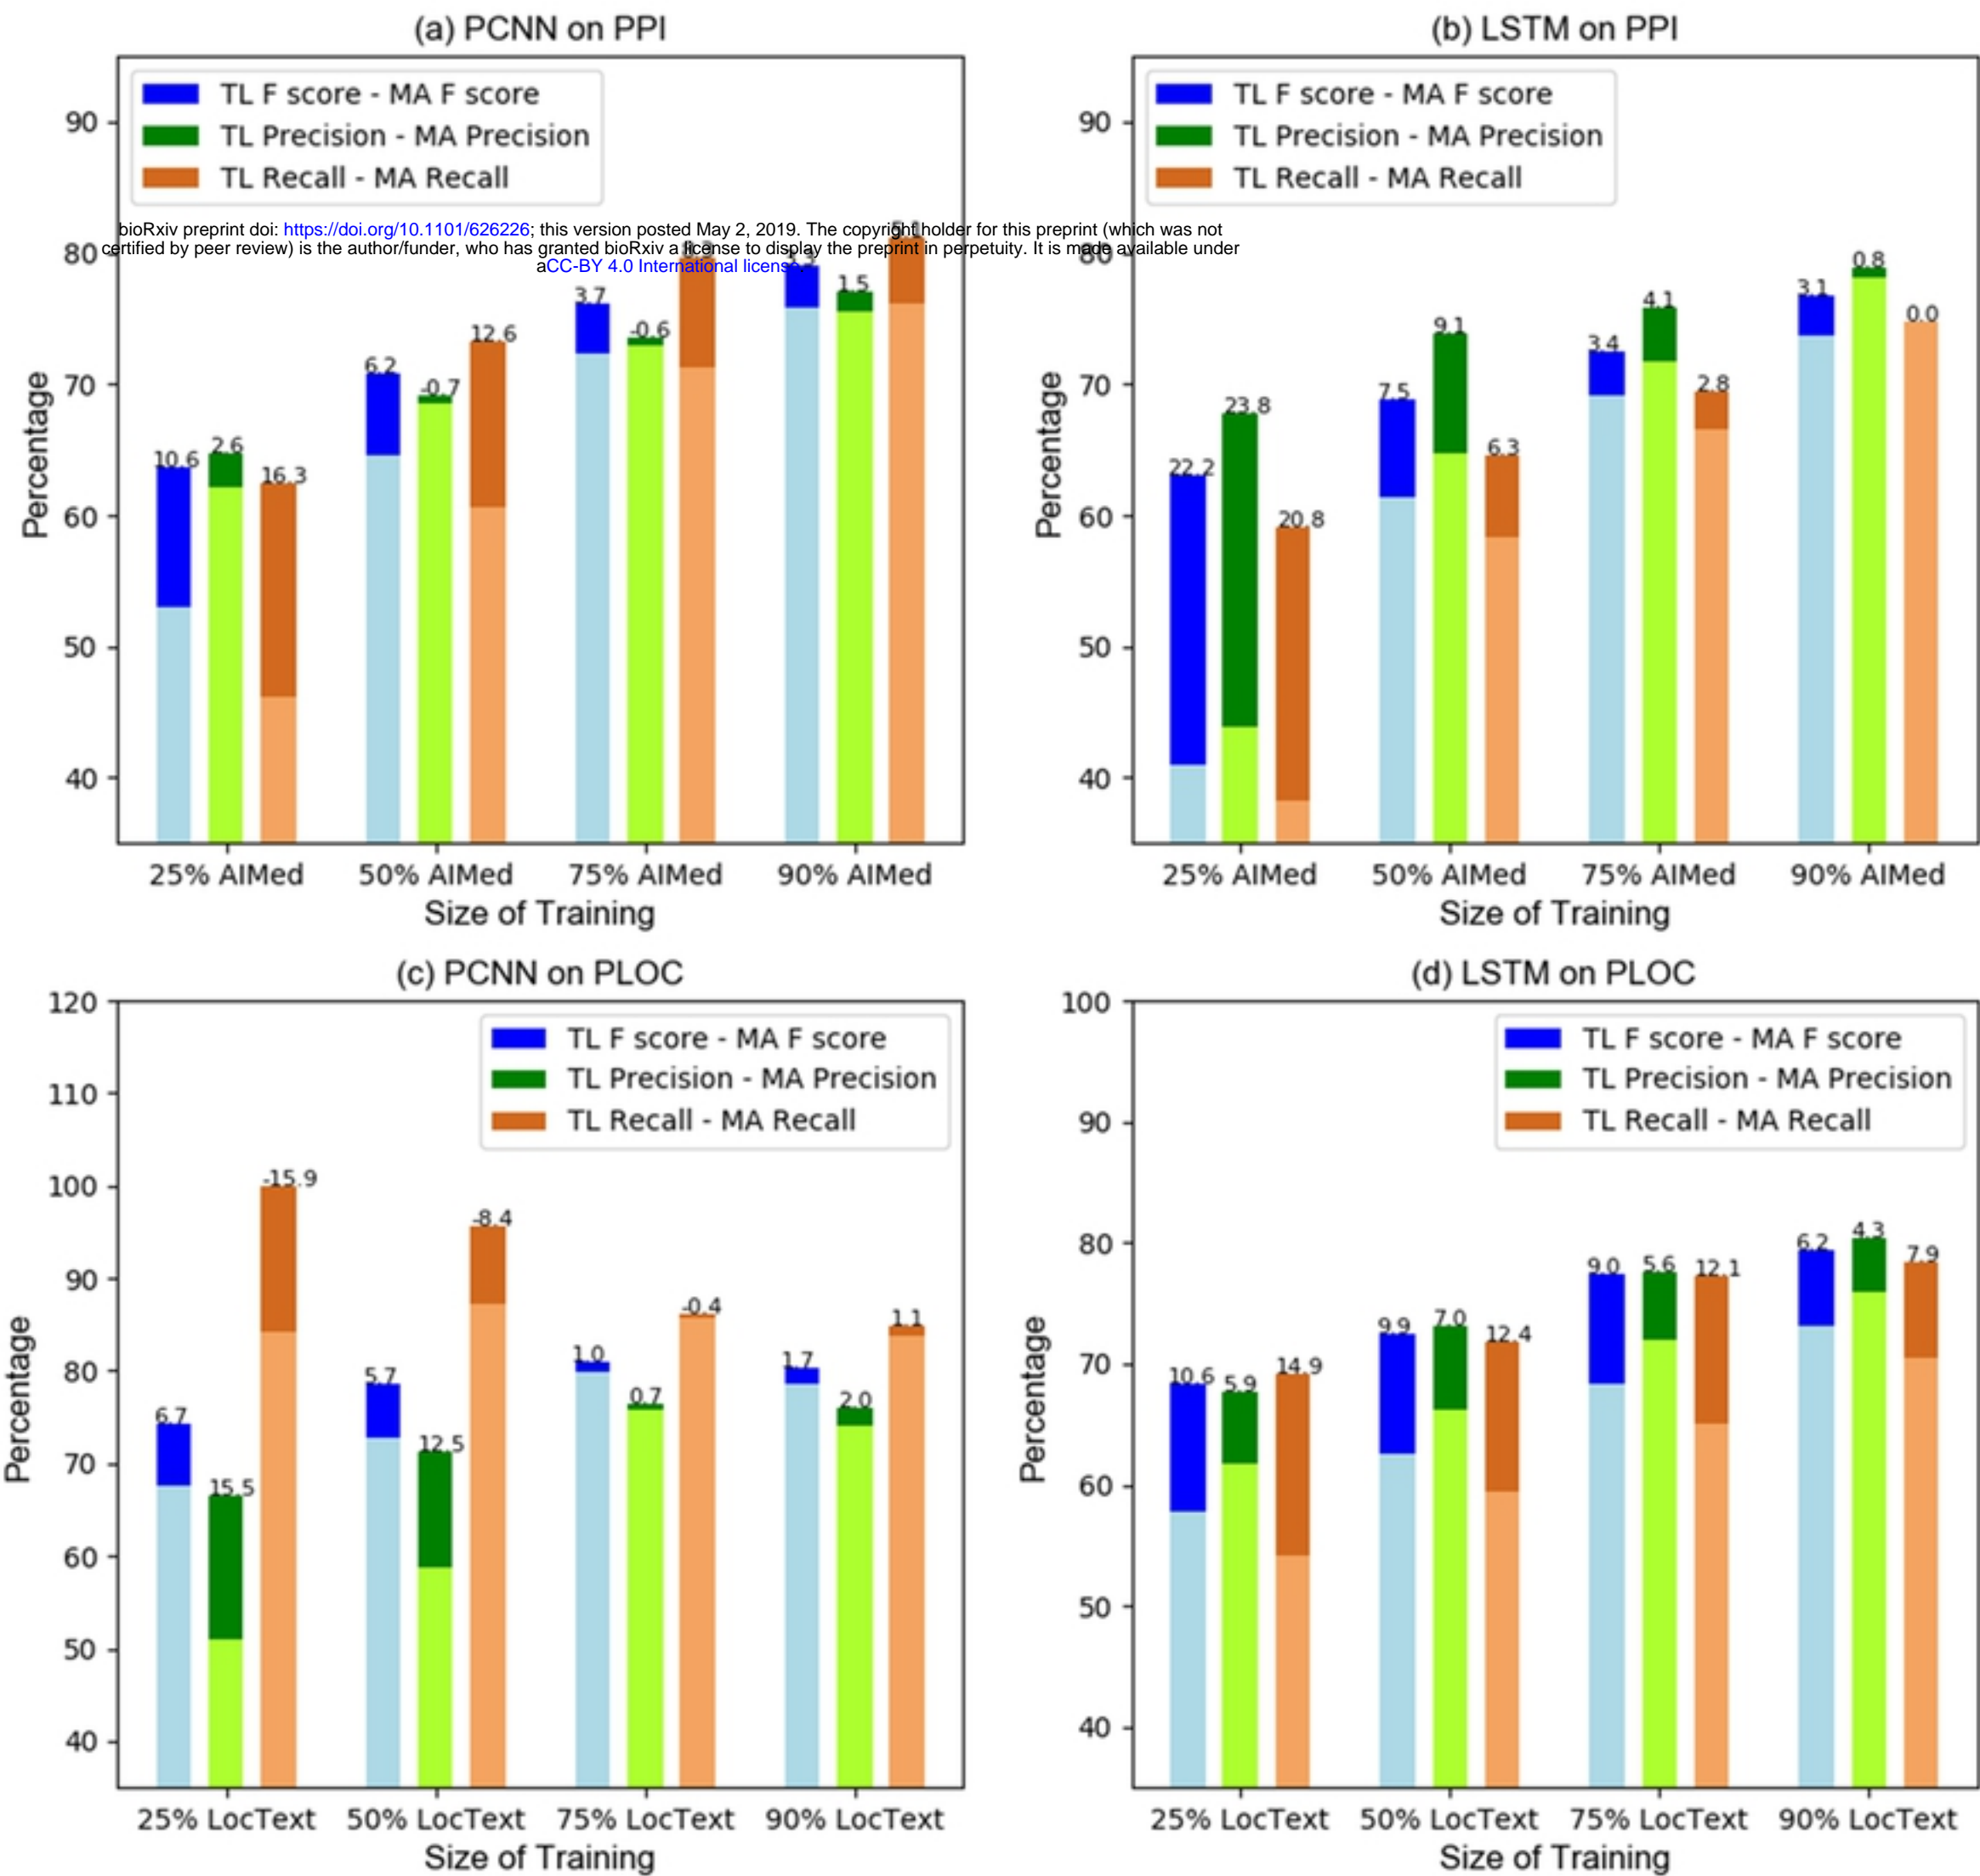 (a) PCNN on PPI
TL F score - MA F score
TL Precision - MA Precision
TL Recall - MA Recall
bioRxiv preprint doi: https://doi.org/10.1101/626226; this version posted May 2, 2019. The copyright holder for this preprint (which was not
certified by peer review) is the author/funder, who has granted bioRxiv a license to display the preprint in perpetuity. It is made available under
aCC-BY 4.0 International license.
90
80
70
60
50
40
Percentage
10.6
2.6
16.3
6.2
-0.7
12.6
3.7
-0.6
1.5
25% AIMed
50% AIMed
75% AIMed
90% AIMed
Size of Training
(b) LSTM on PPI
TL F score - MA F score
TL Precision - MA Precision
TL Recall - MA Recall
90
80
70
60
50
40
Percentage
22.2
23.8
20.8
7.5
9.1
6.3
3.4
4.1
2.8
3.1
0.8
0.0
25% AIMed
50% AIMed
75% AIMed
90% AIMed
Size of Training
(c) PCNN on PLOC
TL F score - MA F score
TL Precision - MA Precision
TL Recall - MA Recall
120
110
100
90
80
70
60
50
40
Percentage
6.7
15.5
-15.9
5.7
12.5
-8.4
1.0
0.7
-0.4
1.7
2.0
1.1
25% LocText
50% LocText
75% LocText
90% LocText
Size of Training
(d) LSTM on PLOC
TL F score - MA F score
TL Precision - MA Precision
TL Recall - MA Recall
100
90
80
70
60
50
40
Percentage
10.6
5.9
14.9
9.9
7.0
12.4
9.0
5.6
12.1
6.2
4.3
7.9
25% LocText
50% LocText
75% LocText
90% LocText
Size of Training